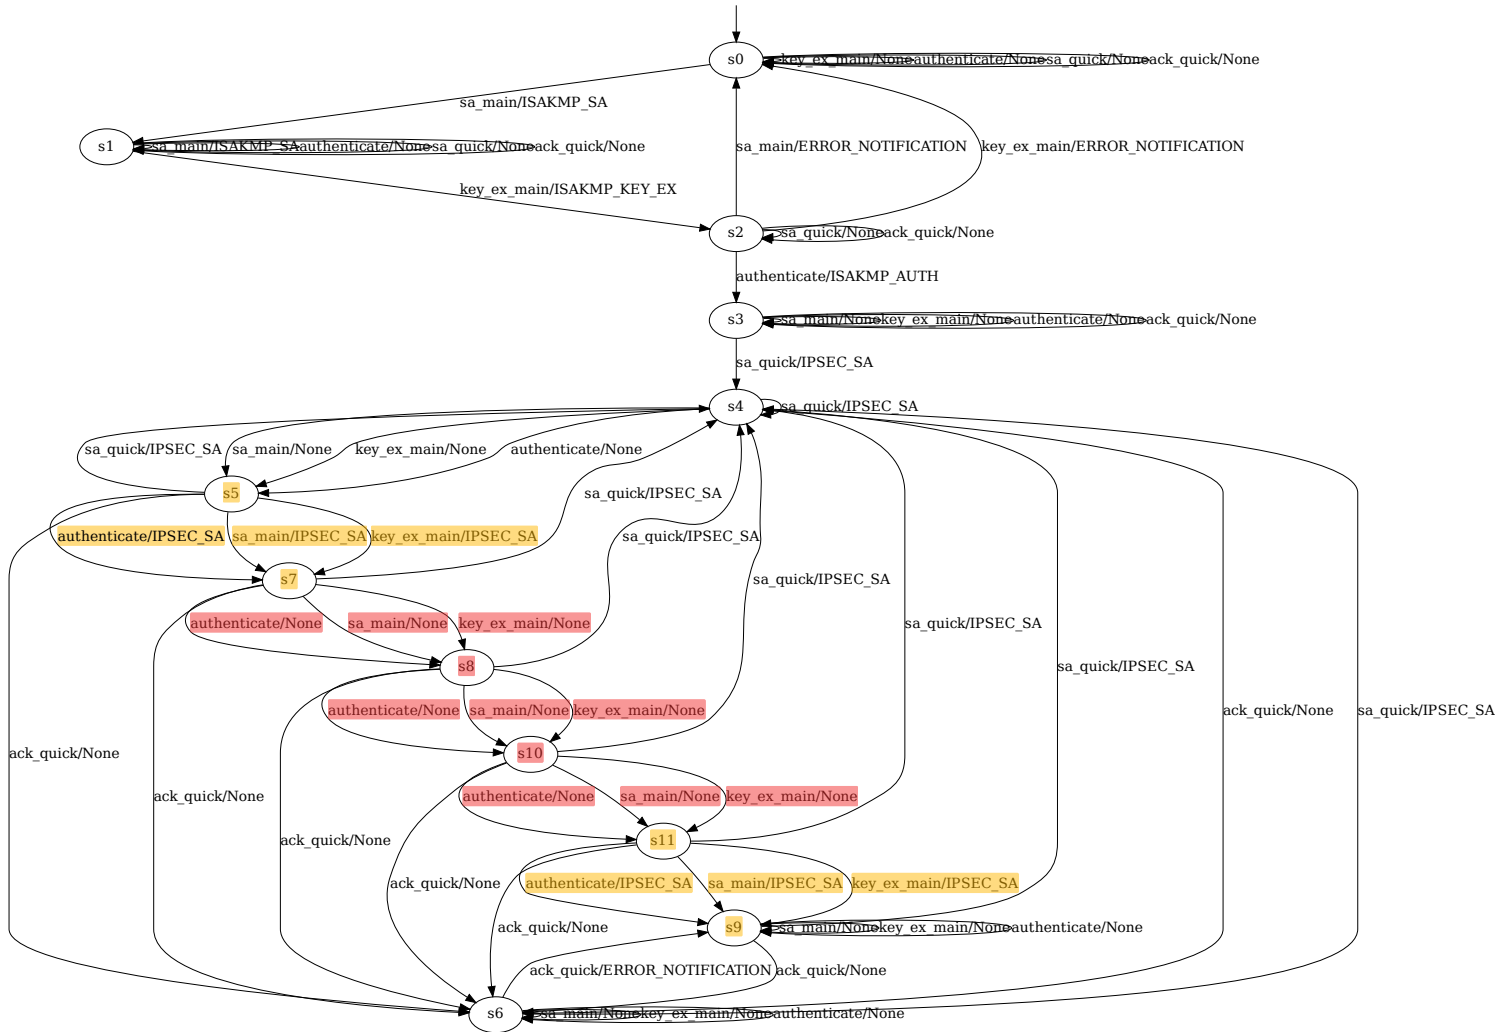 s0
key_ex_main/None authenticate/None sa_quick/None ack_quick/None
sa_main/ISAKMP_SA
s1
sa_main/ISAKMP_SA authenticate/None sa_quick/None ack_quick/None
sa_main/ERROR_NOTIFICATION
key_ex_main/ERROR_NOTIFICATION
key_ex_main/ISAKMP_KEY_EX
s2
sa_quick/None ack_quick/None
authenticate/ISAKMP_AUTH
s3
sa_main/None key_ex_main/None authenticate/None ack_quick/None
sa_quick/IPSEC_SA
s4
sa_quick/IPSEC_SA
sa_quick/IPSEC_SA
sa_main/None
key_ex_main/None
authenticate/None
s5
sa_quick/IPSEC_SA
authenticate/IPSEC_SA
sa_main/IPSEC_SA
key_ex_main/IPSEC_SA
sa_quick/IPSEC_SA
s7
sa_quick/IPSEC_SA
authenticate/None
sa_main/None
key_ex_main/None
sa_quick/IPSEC_SA
s8
sa_quick/IPSEC_SA
authenticate/None
sa_main/None
key_ex_main/None
ack_quick/None
sa_quick/IPSEC_SA
s10
ack_quick/None
ack_quick/None
authenticate/None
sa_main/None
key_ex_main/None
s11
ack_quick/None
ack_quick/None
authenticate/IPSEC_SA
sa_main/IPSEC_SA
key_ex_main/IPSEC_SA
s9
sa_main/None key_ex_main/None authenticate/None
ack_quick/None
ack_quick/ERROR_NOTIFICATION
ack_quick/None
s6
sa_main/None key_ex_main/None authenticate/None